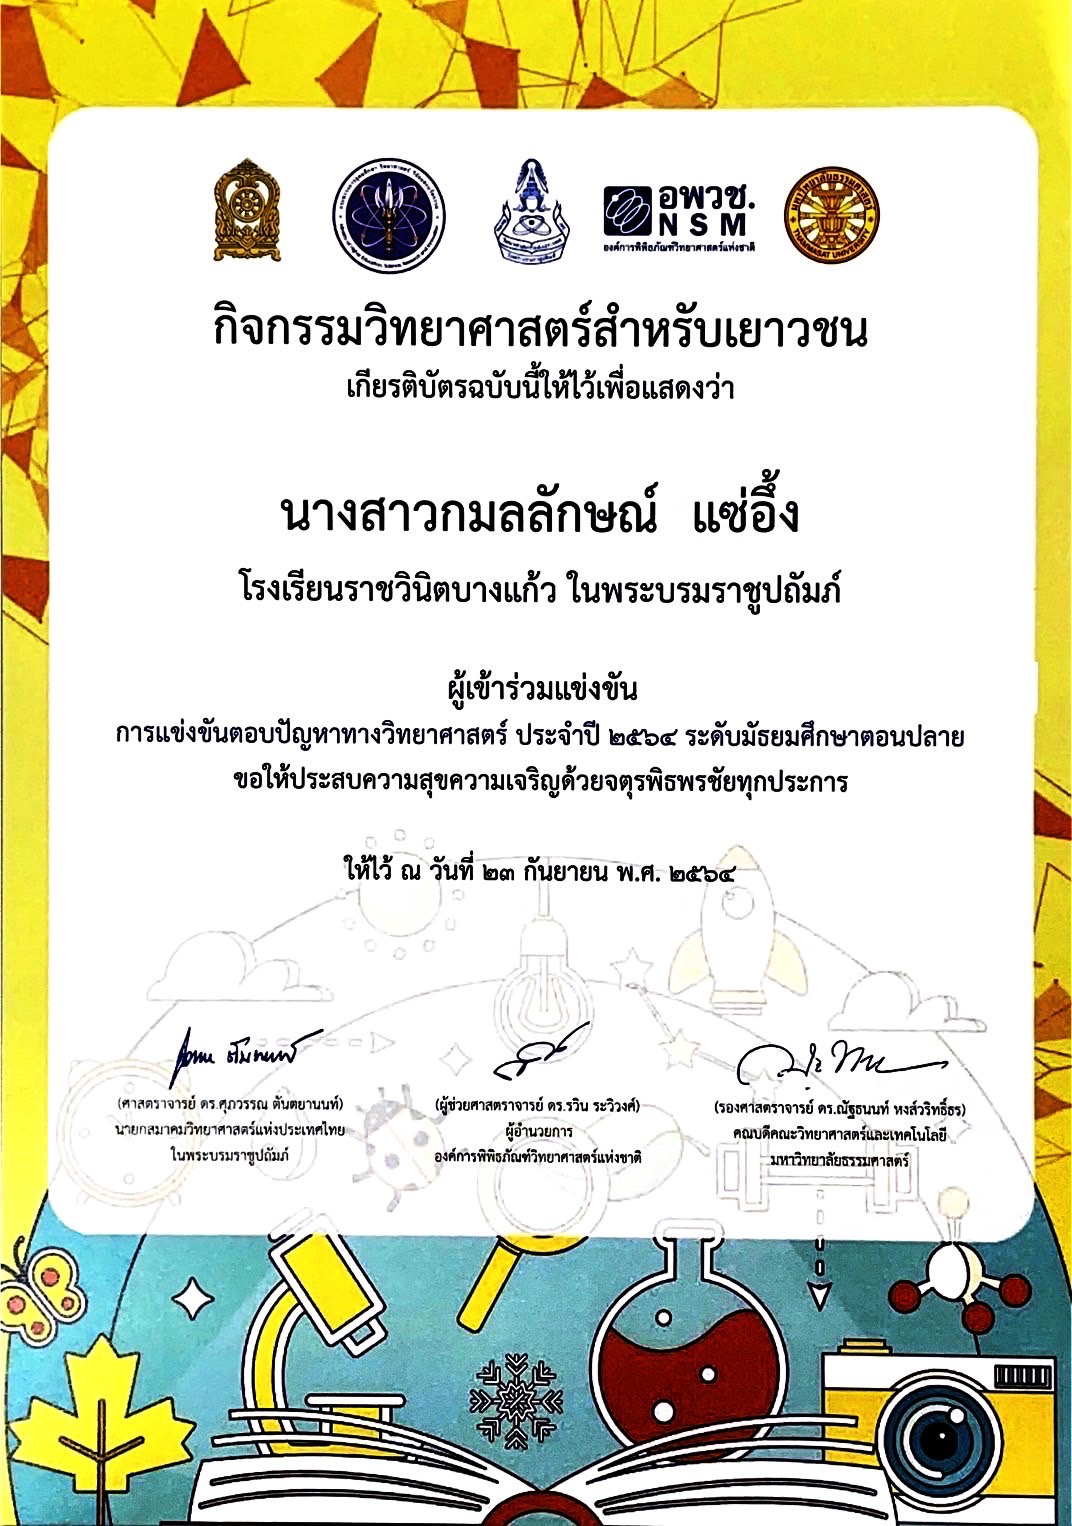 อพวช.
NSM
องค์การพิพิธภัณฑ์วิทยาศาสตร์แห่งชาติ
มหาวิทยาลัยธรรมศาสตร์
THAMMASAT UNIVERSITY
กิจกรรมวิทยาศาสตร์สำหรับเยาวชน
เกียรติบัตรฉบับนี้ให้ไว้เพื่อแสดงว่า
นางสาวกมลลักษณ์ แซ่อึ้ง
โรงเรียนราชวินิตบางแก้ว ในพระบรมราชูปถัมภ์
ผู้เข้าร่วมแข่งขัน
การแข่งขันตอบปัญหาทางวิทยาศาสตร์ ประจำปี ๒๕๖๔ ระดับมัธยมศึกษาตอนปลาย
ขอให้ประสบความสุขความเจริญด้วยจตุรพิธพรชัยทุกประการ
ให้ไว้ ณ วันที่ ๒๓ กันยายน พ.ศ. ๒๕๖๔
(ศาสตราจารย์ ดร.ศุภวรรณ ตันตยานนท์)
นายกสมาคมวิทยาศาสตร์แห่งประเทศไทย
ในพระบรมราชูปถัมภ์
(ผู้ช่วยศาสตราจารย์ ดร.รวิน ระวิวงศ์)
ผู้อำนวยการ
องค์การพิพิธภัณฑ์วิทยาศาสตร์แห่งชาติ
(รองศาสตราจารย์ ดร.ณัฐธนนท์ หงส์วริทธิ์ธร)
คณบดีคณะวิทยาศาสตร์และเทคโนโลยี
มหาวิทยาลัยธรรมศาสตร์